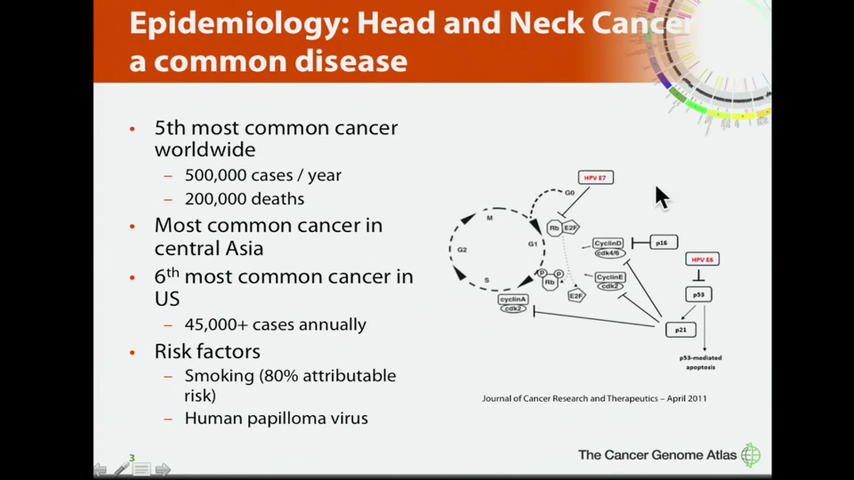 Epidemiology: Head and Neck Cancer
a common disease
• 5th most common cancer
worldwide
– 500,000 cases / year
– 200,000 deaths
• Most common cancer in
central Asia
• 6th most common cancer in
US
– 45,000+ cases annually
• Risk factors
– Smoking (80% attributable
risk)
– Human papilloma virus
HPV E7
G0
M
Rb E2F
G1
G2
CyclinD
cdk4/6
p16
HPV E6
S
P P
Rb
CyclinE
cdk2
E2F
p53
cyclinA
cdk2
p21
p53-mediated
apoptosis
Journal of Cancer Research and Therapeutics – April 2011
3
The Cancer Genome Atlas